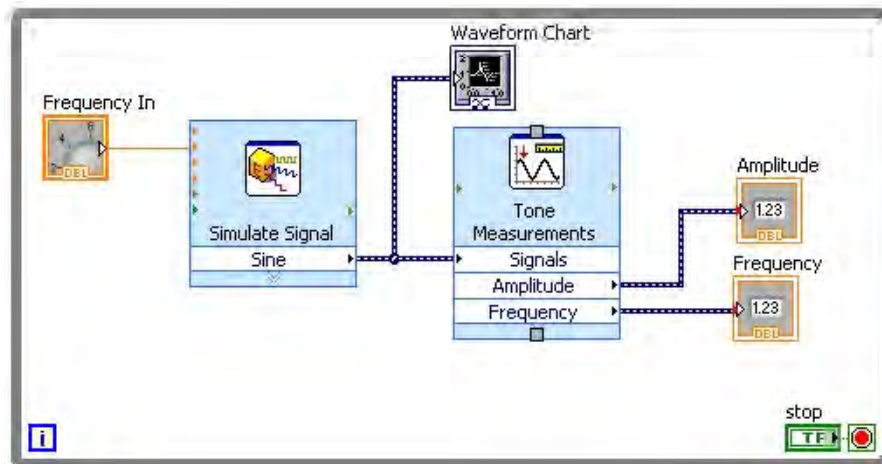 Waveform Chart
Frequency In
DBL
Simulate Signal
Sine
Tone
Measurements
Signals
Amplitude
Frequency
Amplitude
1.23
DBL
Frequency
1.23
DBL
i
stop
TF